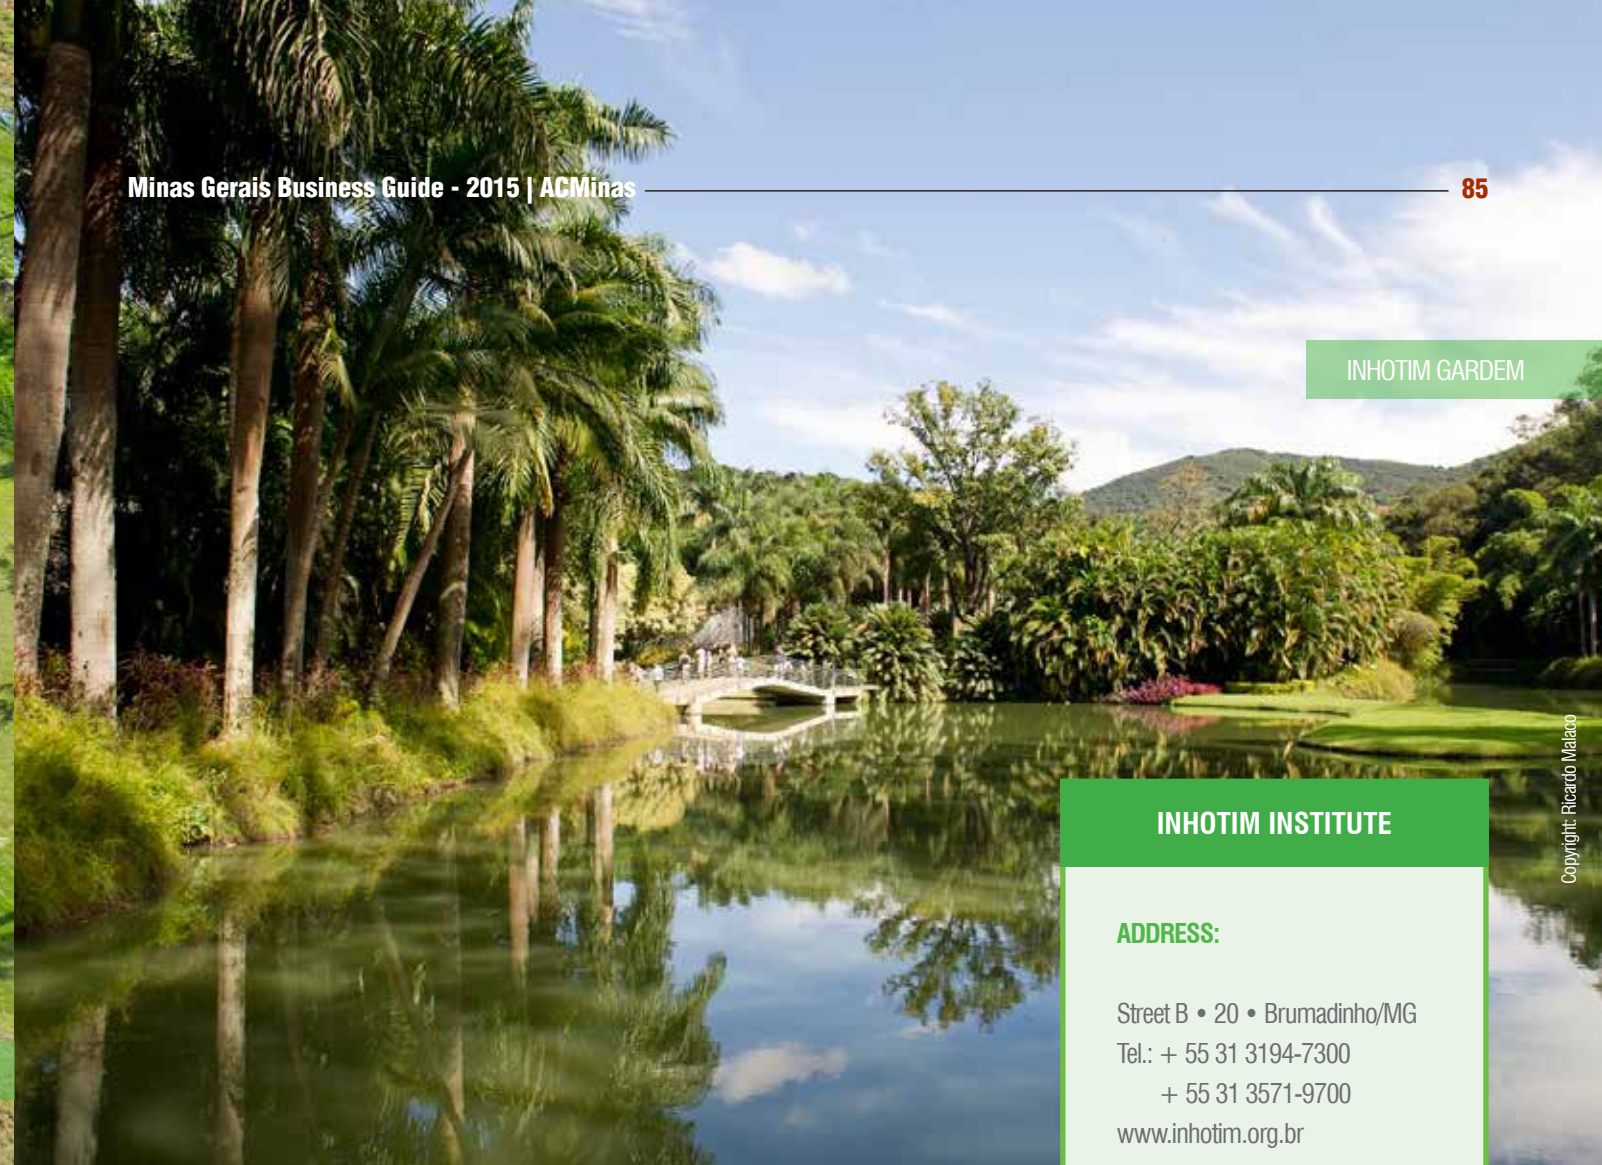 Minas Gerais Business Guide - 2015 | ACMinas 85
INHOTIM GARDEM
Copyright: Ricardo Malaco
INHOTIM INSTITUTE
ADDRESS:
Street B • 20 • Brumadinho/MG
Tel.: + 55 31 3194-7300
+ 55 31 3571-9700
www.inhotim.org.br